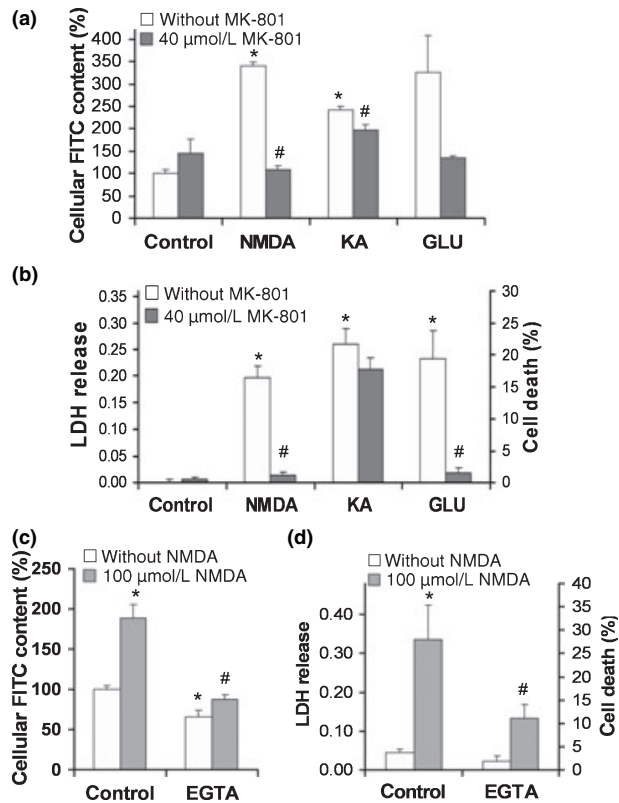 (a)
Without MK-801
40 µmol/L MK-801
Cellular FITC content (%)
400
350
300
250
200
150
100
50
0
*
#
*
#
Control NMDA KA GLU
(b)
Without MK-801
40 µmol/L MK-801
LDH release
0.35
0.30
0.25
0.20
0.15
0.10
0.05
0.00
*
#
*
*
#
30
25
20
15
10
5
0
Cell death (%)
Control NMDA KA GLU
(c)
Without NMDA
100 µmol/L NMDA
Cellular FITC content (%)
250
200
150
100
50
0
*
*
#
Control EGTA
(d)
Without NMDA
100 µmol/L NMDA
LDH release
0.40
0.30
0.20
0.10
0.00
*
#
40
35
30
25
20
15
10
5
0
Cell death (%)
Control EGTA